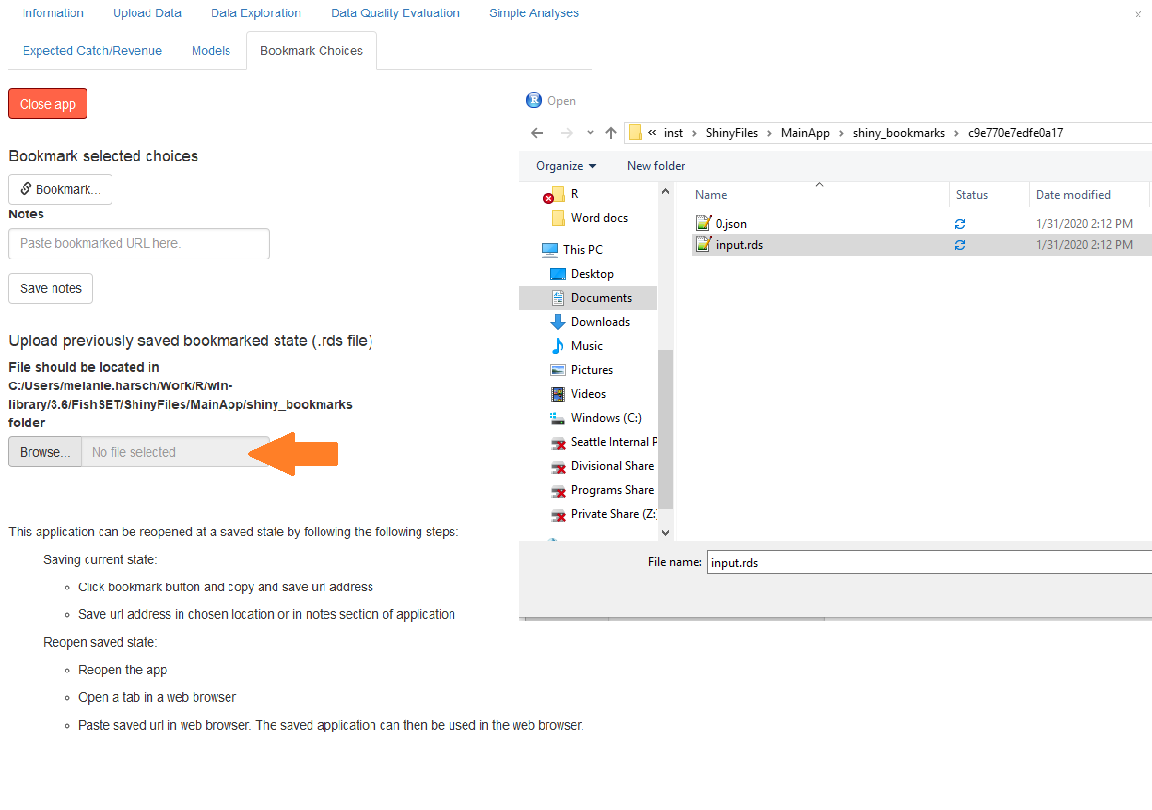 Information Upload Data Data Exploration Data Quality Evaluation Simple Analyses
Expected Catch/Revenue Models Bookmark Choices
Close app
Bookmark selected choices
Bookmark...
Notes
Paste bookmarked URL here.
Save notes
Upload previously saved bookmarked state (.rds file)
File should be located in
C:/Users/melanie.harsch/Work/R/win-
library/3.6/FishSET/ShinyFiles/MainApp/shiny_bookmarks
folder
Browse... No file selected
This application can be reopened at a saved state by following the following steps:
Saving current state:
Click bookmark button and copy and save url address
Save url address in chosen location or in notes section of application
Reopen saved state:
Reopen the app
Open a tab in a web browser
Paste saved url in web browser. The saved application can then be used in the web browser.
x
R Open
« inst > ShinyFiles > MainApp > shiny_bookmarks > c9e770e7edfe0a17
Organize New folder
R
Word docs
This PC
Desktop
Documents
Downloads
Music
Pictures
Videos
Windows (C:)
Seattle Internal P
Divisional Share
Programs Share
Private Share (Z:
Name Status Date modified
0.json 1/31/2020 2:12 PM
input.rds 1/31/2020 2:12 PM
File name: input.rds